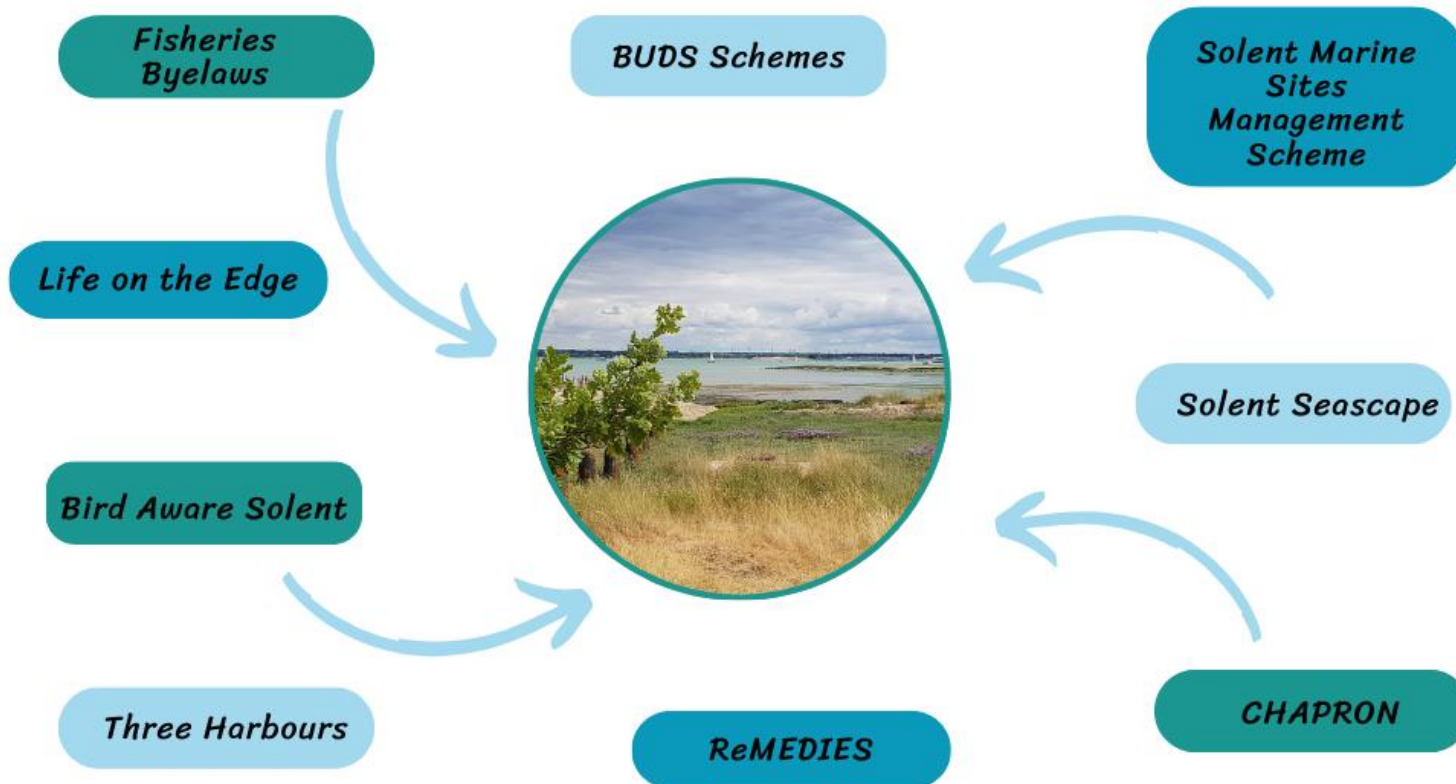 Fisheries
Byelaws
BUDS Schemes
Solent Marine
Sites
Management
Scheme
Life on the Edge
Solent Seascape
Bird Aware Solent
Three Harbours
ReMEDIES
CHAPRON